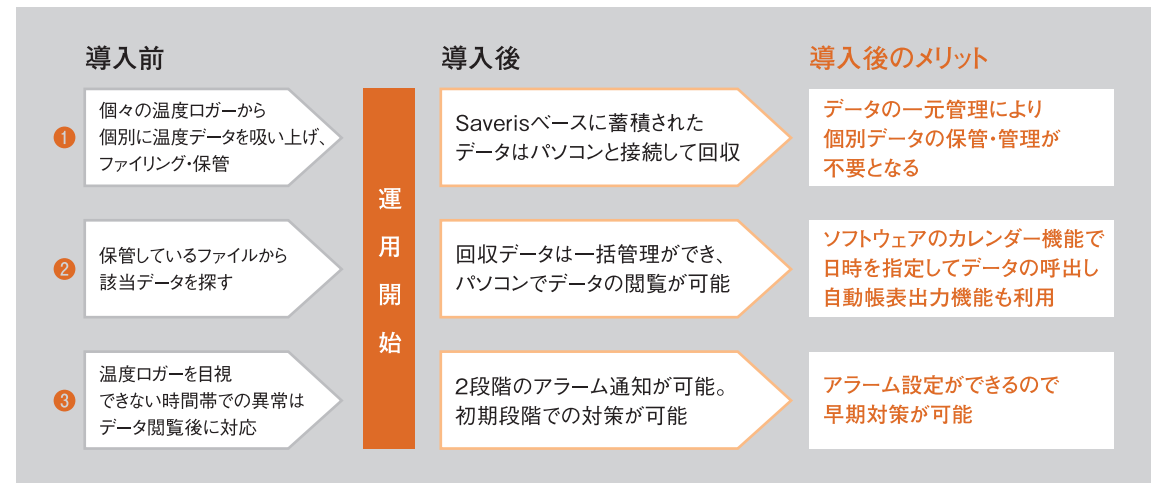 導入前
導入後
導入後のメリット
❶
個々の温度ロガーから
個別に温度データを吸い上げ、
ファイリング・保管
Saverisベースに蓄積された
データはパソコンと接続して回収
データの一元管理により
個別データの保管・管理が
不要となる
運用開始
❷
保管しているファイルから
該当データを探す
回収データは一括管理ができ、
パソコンでデータの閲覧が可能
ソフトウェアのカレンダー機能で
日時を指定してデータの呼出し
自動帳表出力機能も利用
❸
温度ロガーを目視
できない時間帯での異常は
データ閲覧後に対応
2段階のアラーム通知が可能。
初期段階での対策が可能
アラーム設定ができるので
早期対策が可能